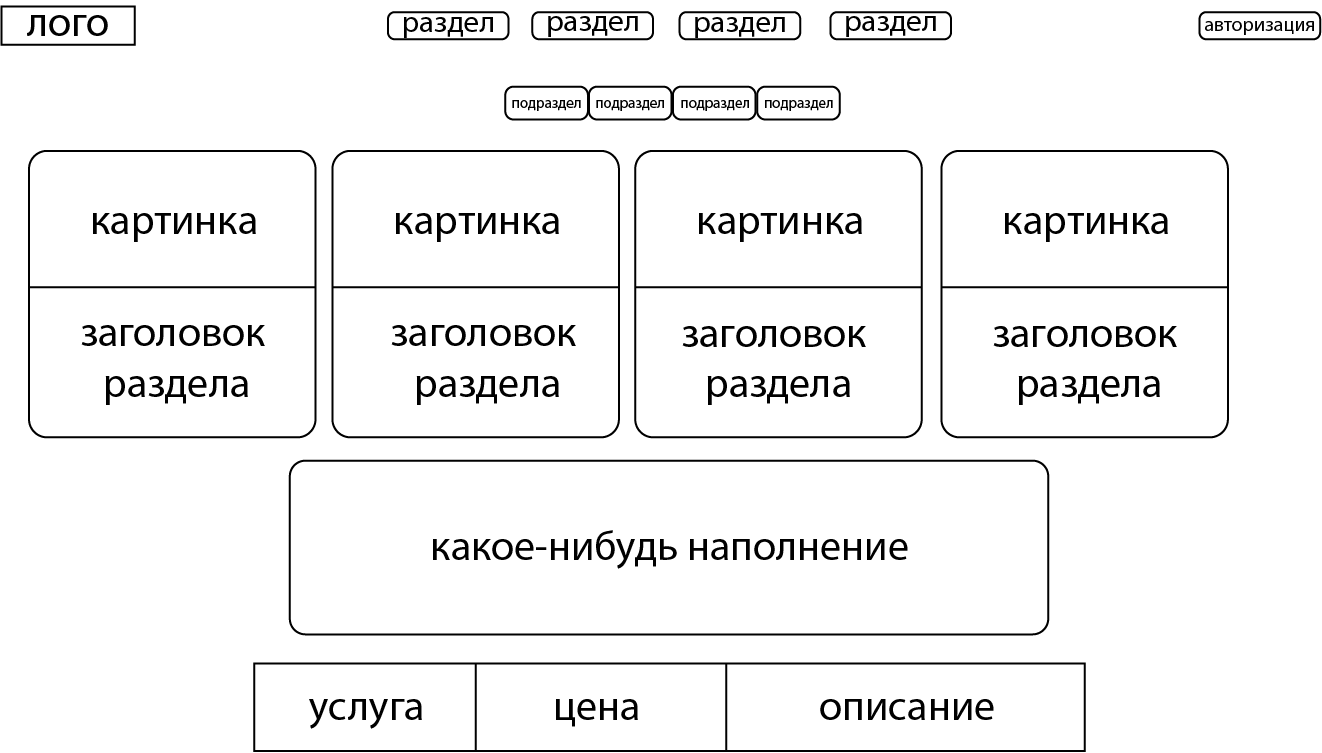 ЛОГО
раздел
раздел
раздел
раздел
авторизация
подраздел
подраздел
подраздел
подраздел
картинка
картинка
картинка
картинка
заголовок
раздела
заголовок
раздела
заголовок
раздела
заголовок
раздела
какое-нибудь наполнение
услуга
цена
описание